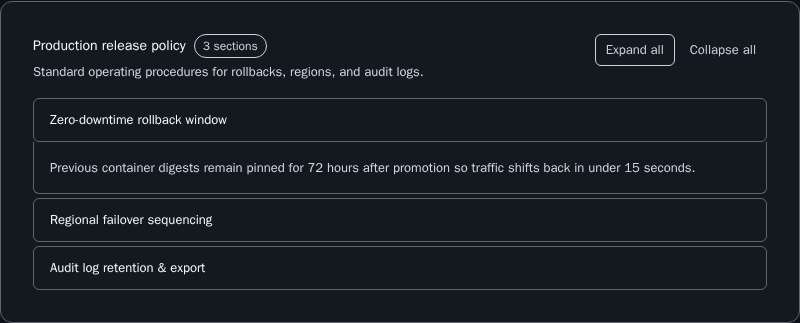 Production release policy 3 sections
Expand all Collapse all
Standard operating procedures for rollbacks, regions, and audit logs.
Zero-downtime rollback window
Previous container digests remain pinned for 72 hours after promotion so traffic shifts back in under 15 seconds.
Regional failover sequencing
Audit log retention & export